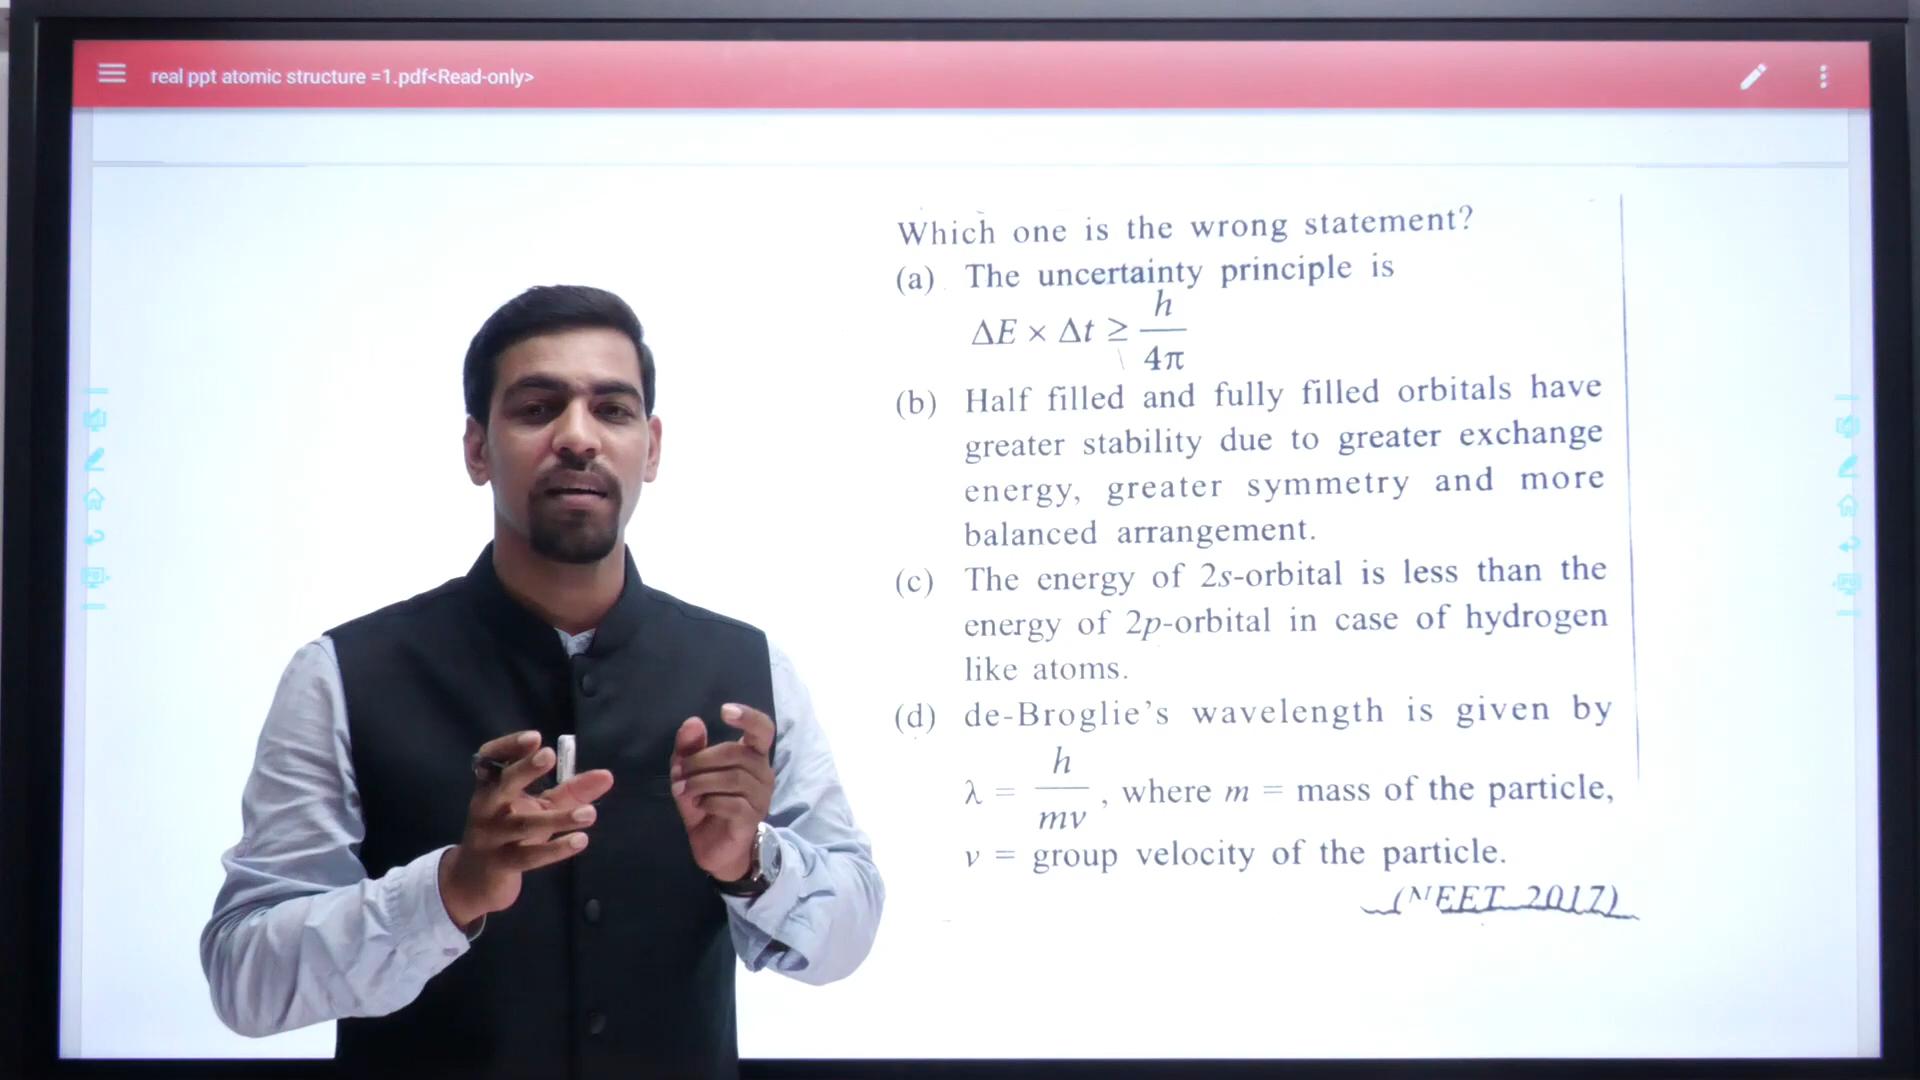 real ppt atomic structure =1.pdf<Read-only>
Which one is the wrong statement?
(a) The uncertainty principle is
ΔE × Δt ≥ h/4π
(b) Half filled and fully filled orbitals have
greater stability due to greater exchange
energy, greater symmetry and more
balanced arrangement.
(c) The energy of 2s-orbital is less than the
energy of 2p-orbital in case of hydrogen
like atoms.
(d) de-Broglie's wavelength is given by
λ = h/mv , where m = mass of the particle,
v = group velocity of the particle.
(NEET 2017)